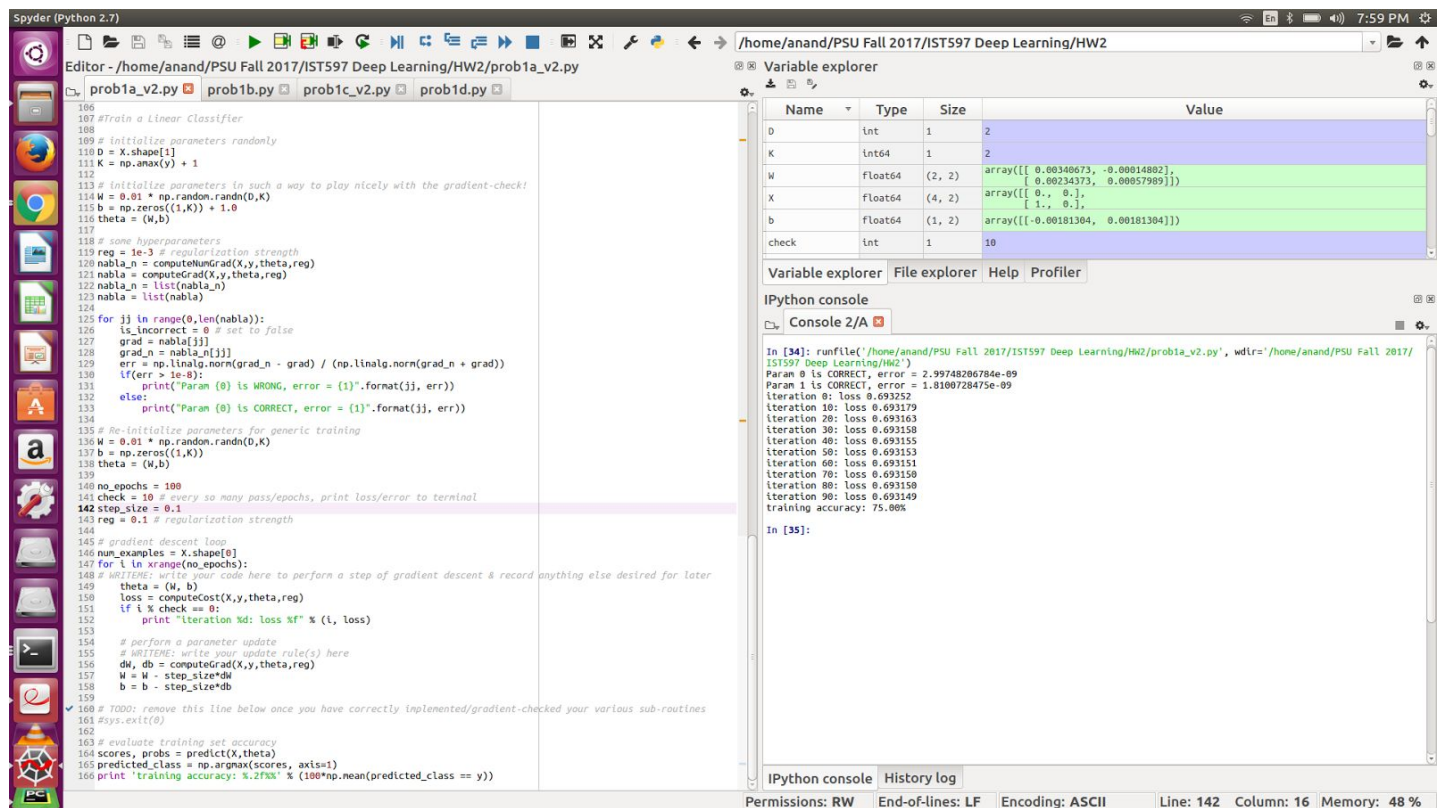 Spyder (Python 2.7)
En
7:59 PM
@
/home/anand/PSU Fall 2017/IST597 Deep Learning/HW2
Editor - /home/anand/PSU Fall 2017/IST597 Deep Learning/HW2/prob1a_v2.py
prob1a_v2.py
prob1b.py
prob1c_v2.py
prob1d.py
106
107 #Train a Linear Classifier
108
109 # initialize parameters randomly
110 D = X.shape[1]
111 K = np.amax(y) + 1
112
113 # initialize parameters in such a way to play nicely with the gradient-check!
114 W = 0.01 * np.random.randn(D,K)
115 b = np.zeros((1,K)) + 1.0
116 theta = (W,b)
117
118 # some hyperparameters
119 reg = 1e-3 # regularization strength
120 nabla_n = computeNumGrad(X,y,theta,reg)
121 nabla = computeGrad(X,y,theta,reg)
122 nabla_n = list(nabla_n)
123 nabla = list(nabla)
124
125 for jj in range(0,len(nabla)):
126 is_incorrect = 0 # set to false
127 grad = nabla[jj]
128 grad_n = nabla_n[jj]
129 err = np.linalg.norm(grad_n - grad) / (np.linalg.norm(grad_n + grad))
130 if(err > 1e-8):
131 print("Param {0} is WRONG, error = {1}".format(jj, err))
132 else:
133 print("Param {0} is CORRECT, error = {1}".format(jj, err))
134
135 # Re-initialize parameters for generic training
136 W = 0.01 * np.random.randn(D,K)
137 b = np.zeros((1,K))
138 theta = (W,b)
139
140 no_epochs = 100
141 check = 10 # every so many pass/epochs, print loss/error to terminal
142 step_size = 0.1
143 reg = 0.1 # regularization strength
144
145 # gradient descent loop
146 num_examples = X.shape[0]
147 for i in xrange(no_epochs):
148 # WRITEME: write your code here to perform a step of gradient descent & record anything else desired for later
149 theta = (W, b)
150 loss = computeCost(X,y,theta,reg)
151 if i % check == 0:
152 print "iteration %d: loss %f" % (i, loss)
153
154 # perform a parameter update
155 # WRITEME: write your update rule(s) here
156 dW, db = computeGrad(X,y,theta,reg)
157 W = W - step_size*dW
158 b = b - step_size*db
159
160 # TODO: remove this line below once you have correctly implemented/gradient-checked your various sub-routines
161 #sys.exit(0)
162
163 # evaluate training set accuracy
164 scores, probs = predict(X,theta)
165 predicted_class = np.argmax(scores, axis=1)
166 print 'training accuracy: %.2f%%' % (100*np.mean(predicted_class == y))
Variable explorer
Name Type Size Value
D int 1 2
K int64 1 2
W float64 (2, 2) array([[ 0.00340673, -0.00014802],
[ 0.00234373, 0.00057989]])
X float64 (4, 2) array([[ 0., 0.],
[ 1., 0.],
b float64 (1, 2) array([[-0.00181304, 0.00181304]])
check int 1 10
Variable explorer File explorer Help Profiler
IPython console
Console 2/A
In [34]: runfile('/home/anand/PSU Fall 2017/IST597 Deep Learning/HW2/prob1a_v2.py', wdir='/home/anand/PSU Fall 2017/
IST597 Deep Learning/HW2')
Param 0 is CORRECT, error = 2.99748206784e-09
Param 1 is CORRECT, error = 1.8100728475e-09
iteration 0: loss 0.693252
iteration 10: loss 0.693179
iteration 20: loss 0.693163
iteration 30: loss 0.693158
iteration 40: loss 0.693155
iteration 50: loss 0.693153
iteration 60: loss 0.693151
iteration 70: loss 0.693150
iteration 80: loss 0.693150
iteration 90: loss 0.693149
training accuracy: 75.00%
In [35]:
IPython console History log
Permissions: RW End-of-lines: LF Encoding: ASCII Line: 142 Column: 16 Memory: 48 %
A
a
>_
PC